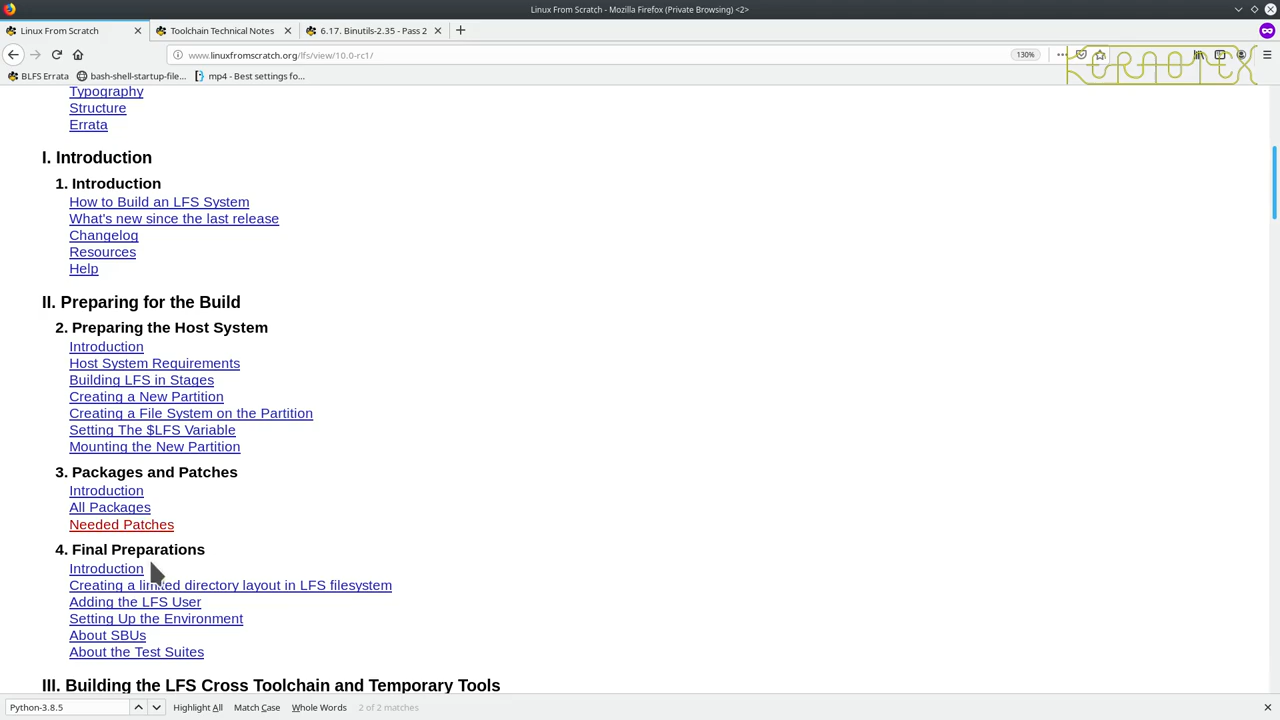 Linux From Scratch - Mozilla Firefox (Private Browsing) <2>
Linux From Scratch
Toolchain Technical Notes
6.17. Binutils-2.35 - Pass 2
www.linuxfromscratch.org/lfs/view/10.0-rc1/
130%
BLFS Errata
bash-shell-startup-file...
mp4 - Best settings fo...
KERNOTEX
Typography
Structure
Errata
I. Introduction
1. Introduction
How to Build an LFS System
What's new since the last release
Changelog
Resources
Help
II. Preparing for the Build
2. Preparing the Host System
Introduction
Host System Requirements
Building LFS in Stages
Creating a New Partition
Creating a File System on the Partition
Setting The $LFS Variable
Mounting the New Partition
3. Packages and Patches
Introduction
All Packages
Needed Patches
4. Final Preparations
Introduction
Creating a limited directory layout in LFS filesystem
Adding the LFS User
Setting Up the Environment
About SBUs
About the Test Suites
III. Building the LFS Cross Toolchain and Temporary Tools
Python-3.8.5
Highlight All
Match Case
Whole Words
2 of 2 matches